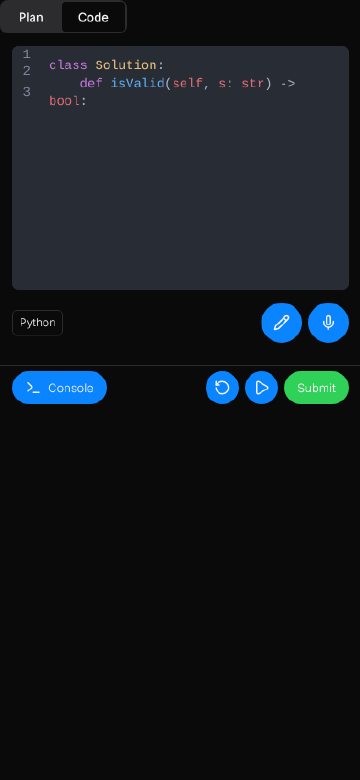 Plan Code
1 class Solution:
2 def isValid(self, s: str) ->
bool:
3
Python
Console Submit